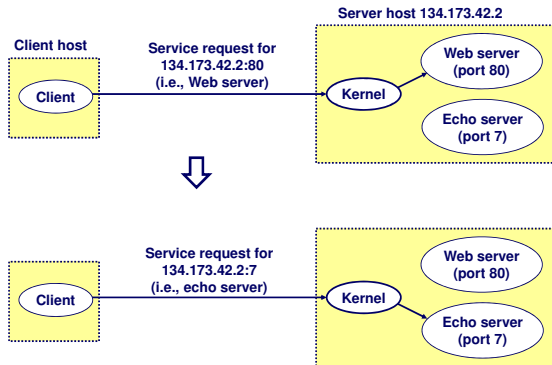 Server host 134.173.42.2
Client host
Service request for
134.173.42.2:80
(i.e., Web server)
Client
Kernel
Web server
(port 80)
Echo server
(port 7)
Service request for
134.173.42.2:7
(i.e., echo server)
Client
Kernel
Web server
(port 80)
Echo server
(port 7)